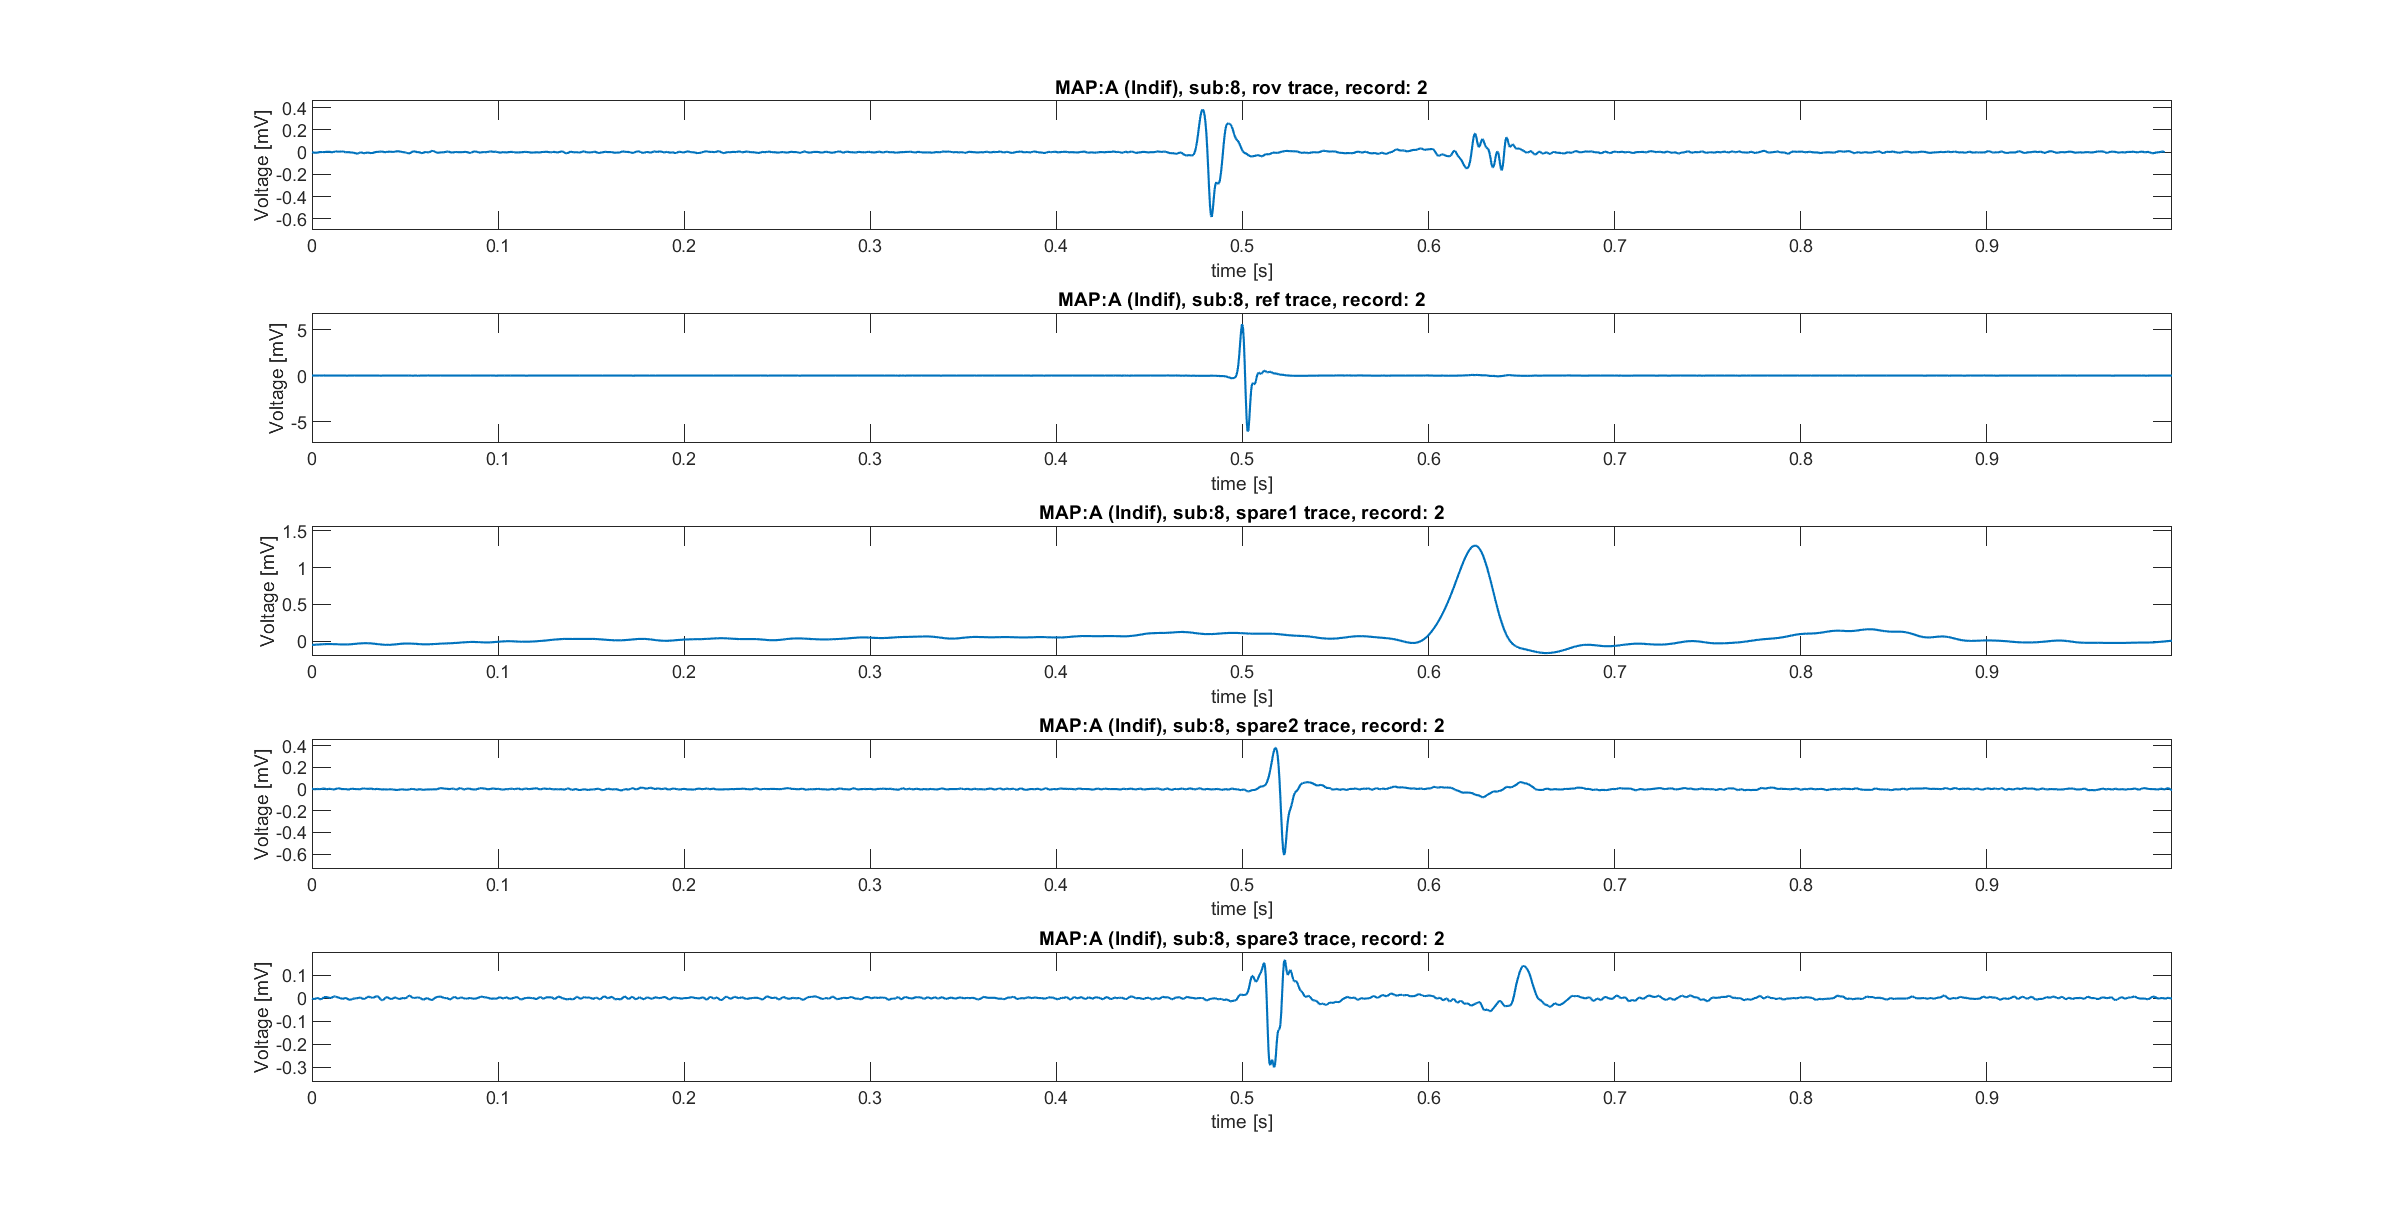 MAP:A (Indif), sub:8, rov trace, record: 2
Voltage [mV]
0.4
0.2
0
-0.2
-0.4
-0.6
0 0.1 0.2 0.3 0.4 0.5 0.6 0.7 0.8 0.9
time [s]
MAP:A (Indif), sub:8, ref trace, record: 2
Voltage [mV]
5
0
-5
0 0.1 0.2 0.3 0.4 0.5 0.6 0.7 0.8 0.9
time [s]
MAP:A (Indif), sub:8, spare1 trace, record: 2
Voltage [mV]
1.5
1
0.5
0
0 0.1 0.2 0.3 0.4 0.5 0.6 0.7 0.8 0.9
time [s]
MAP:A (Indif), sub:8, spare2 trace, record: 2
Voltage [mV]
0.4
0.2
0
-0.2
-0.4
-0.6
0 0.1 0.2 0.3 0.4 0.5 0.6 0.7 0.8 0.9
time [s]
MAP:A (Indif), sub:8, spare3 trace, record: 2
Voltage [mV]
0.1
0
-0.1
-0.2
-0.3
0 0.1 0.2 0.3 0.4 0.5 0.6 0.7 0.8 0.9
time [s]